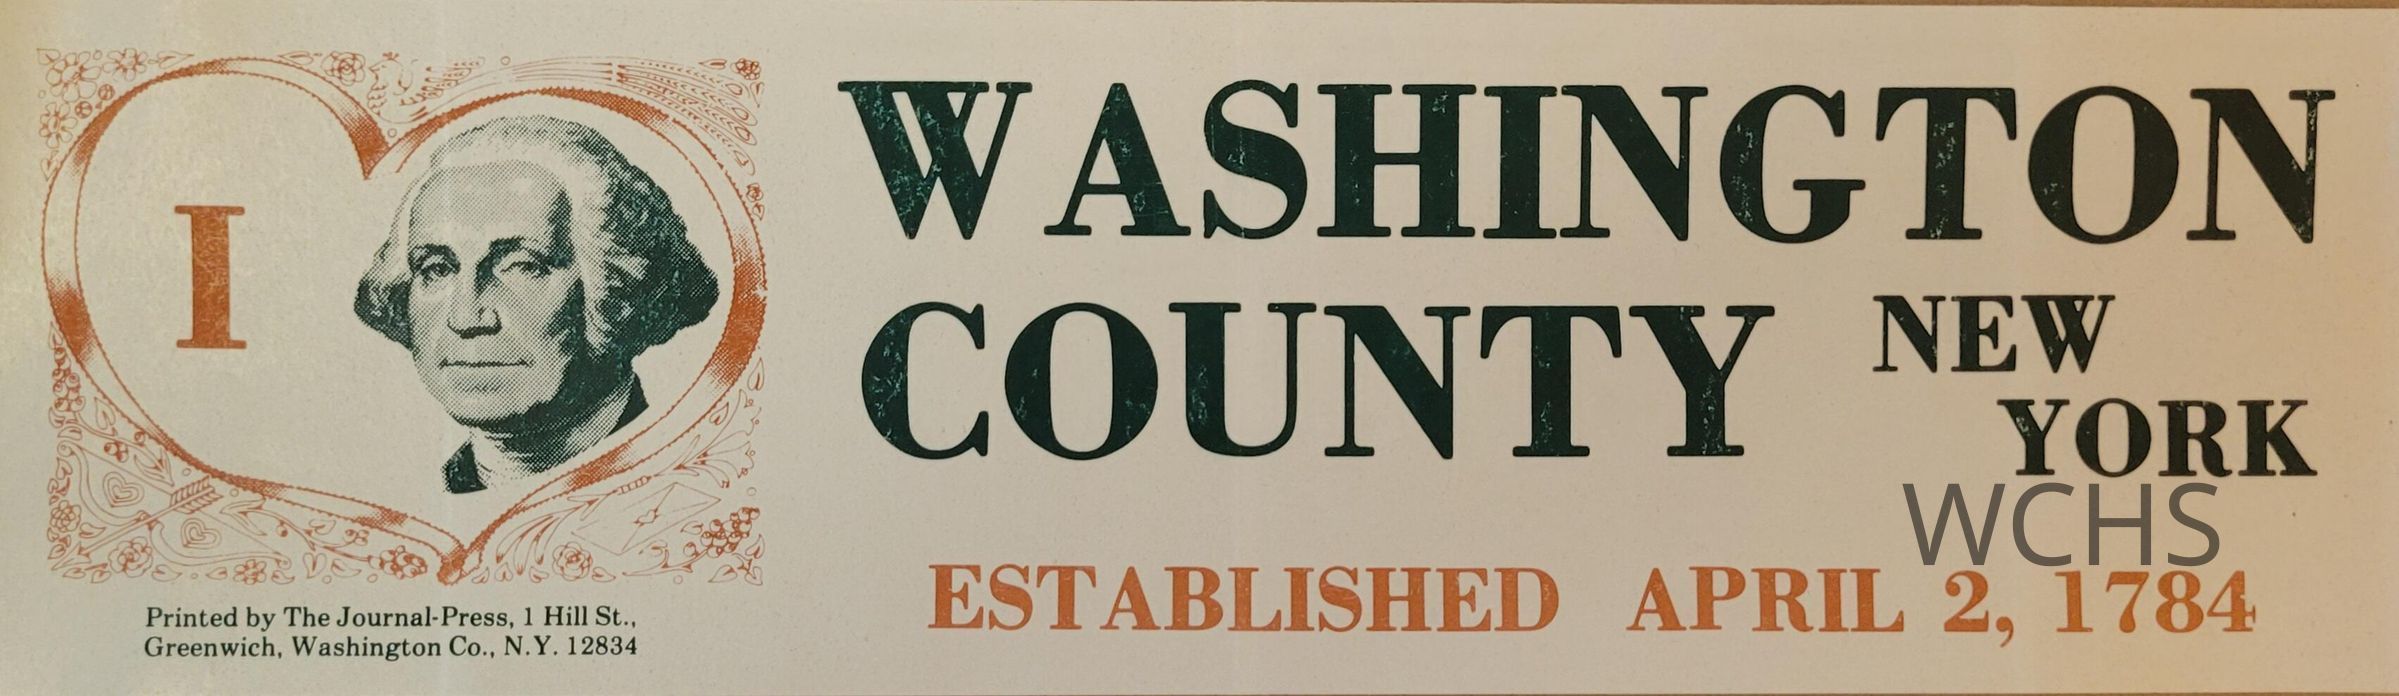 I
WASHINGTON
COUNTY NEW
YORK
WCHS
ESTABLISHED APRIL 2, 1784
Printed by The Journal-Press, 1 Hill St.,
Greenwich, Washington Co., N.Y. 12834